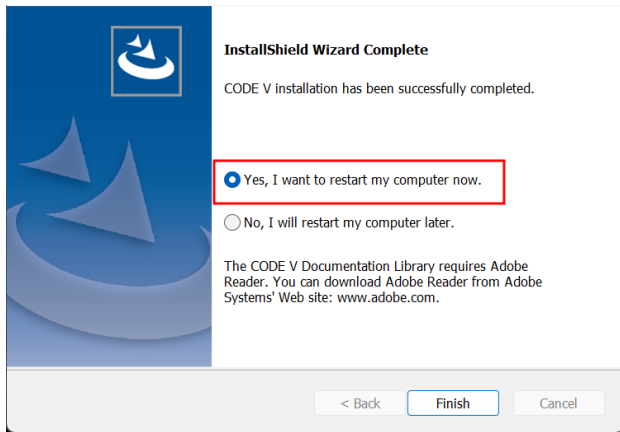 InstallShield Wizard Complete
CODE V installation has been successfully completed.
Yes, I want to restart my computer now.
No, I will restart my computer later.
The CODE V Documentation Library requires Adobe
Reader. You can download Adobe Reader from Adobe
Systems' Web site: www.adobe.com.
< Back
Finish
Cancel